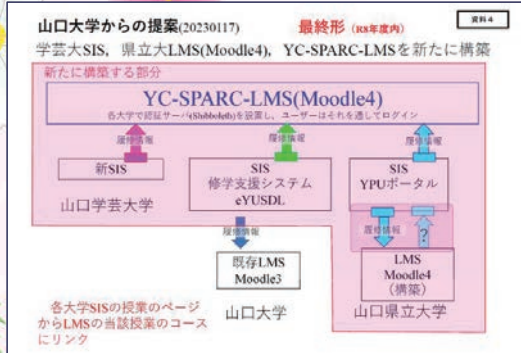 山口大学からの提案(20230117)
最終形 (R8年度内)
資料4
学芸大SIS, 県立大LMS(Moodle4), YC-SPARC-LMSを新たに構築
新たに構築する部分
YC-SPARC-LMS(Moodle4)
各大学で認証サーバ(Shibboleth)を設置し、ユーザーはそれを通してログイン
履修情報
履修情報
履修情報
新SIS
SIS
修学支援システム
eYUSDL
SIS
YPUポータル
山口学芸大学
履修情報
履修情報
?
既存LMS
Moodle3
LMS
Moodle4
(構築)
各大学SISの授業のページ
からLMSの当該授業のコース
にリンク
山口大学
山口県立大学